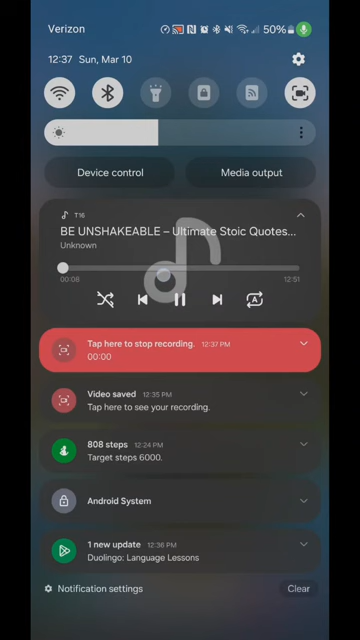 Verizon
50%
12:37 Sun, Mar 10
Device control
Media output
T16
BE UNSHAKEABLE – Ultimate Stoic Quotes...
Unknown
00:08
12:51
A
Tap here to stop recording. 12:37 PM
00:00
Video saved 12:35 PM
Tap here to see your recording.
808 steps 12:24 PM
Target steps 6000.
Android System
1 new update 12:36 PM
Duolingo: Language Lessons
Notification settings
Clear